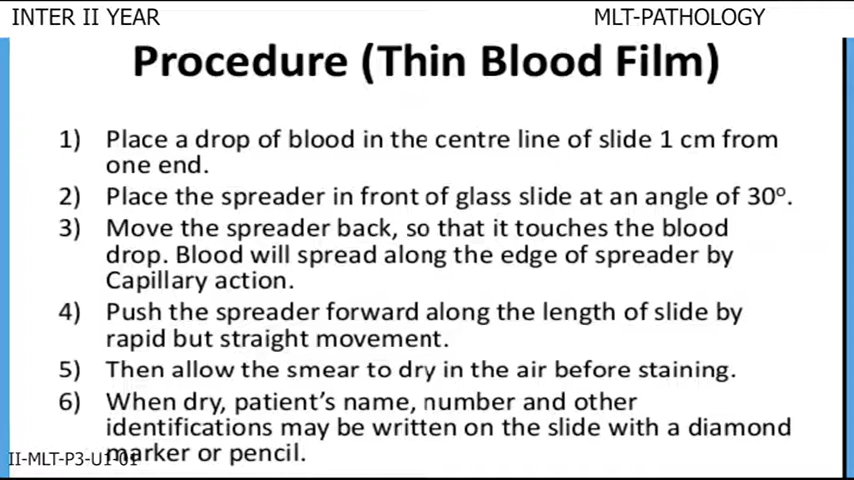 INTER II YEAR
MLT-PATHOLOGY
Procedure (Thin Blood Film)
1) Place a drop of blood in the centre line of slide 1 cm from
one end.
2) Place the spreader in front of glass slide at an angle of 30°.
3) Move the spreader back, so that it touches the blood
drop. Blood will spread along the edge of spreader by
Capillary action.
4) Push the spreader forward along the length of slide by
rapid but straight movement.
5) Then allow the smear to dry in the air before staining.
6) When dry, patient's name, number and other
identifications may be written on the slide with a diamond
marker or pencil.
II-MLT-P3-U1-01